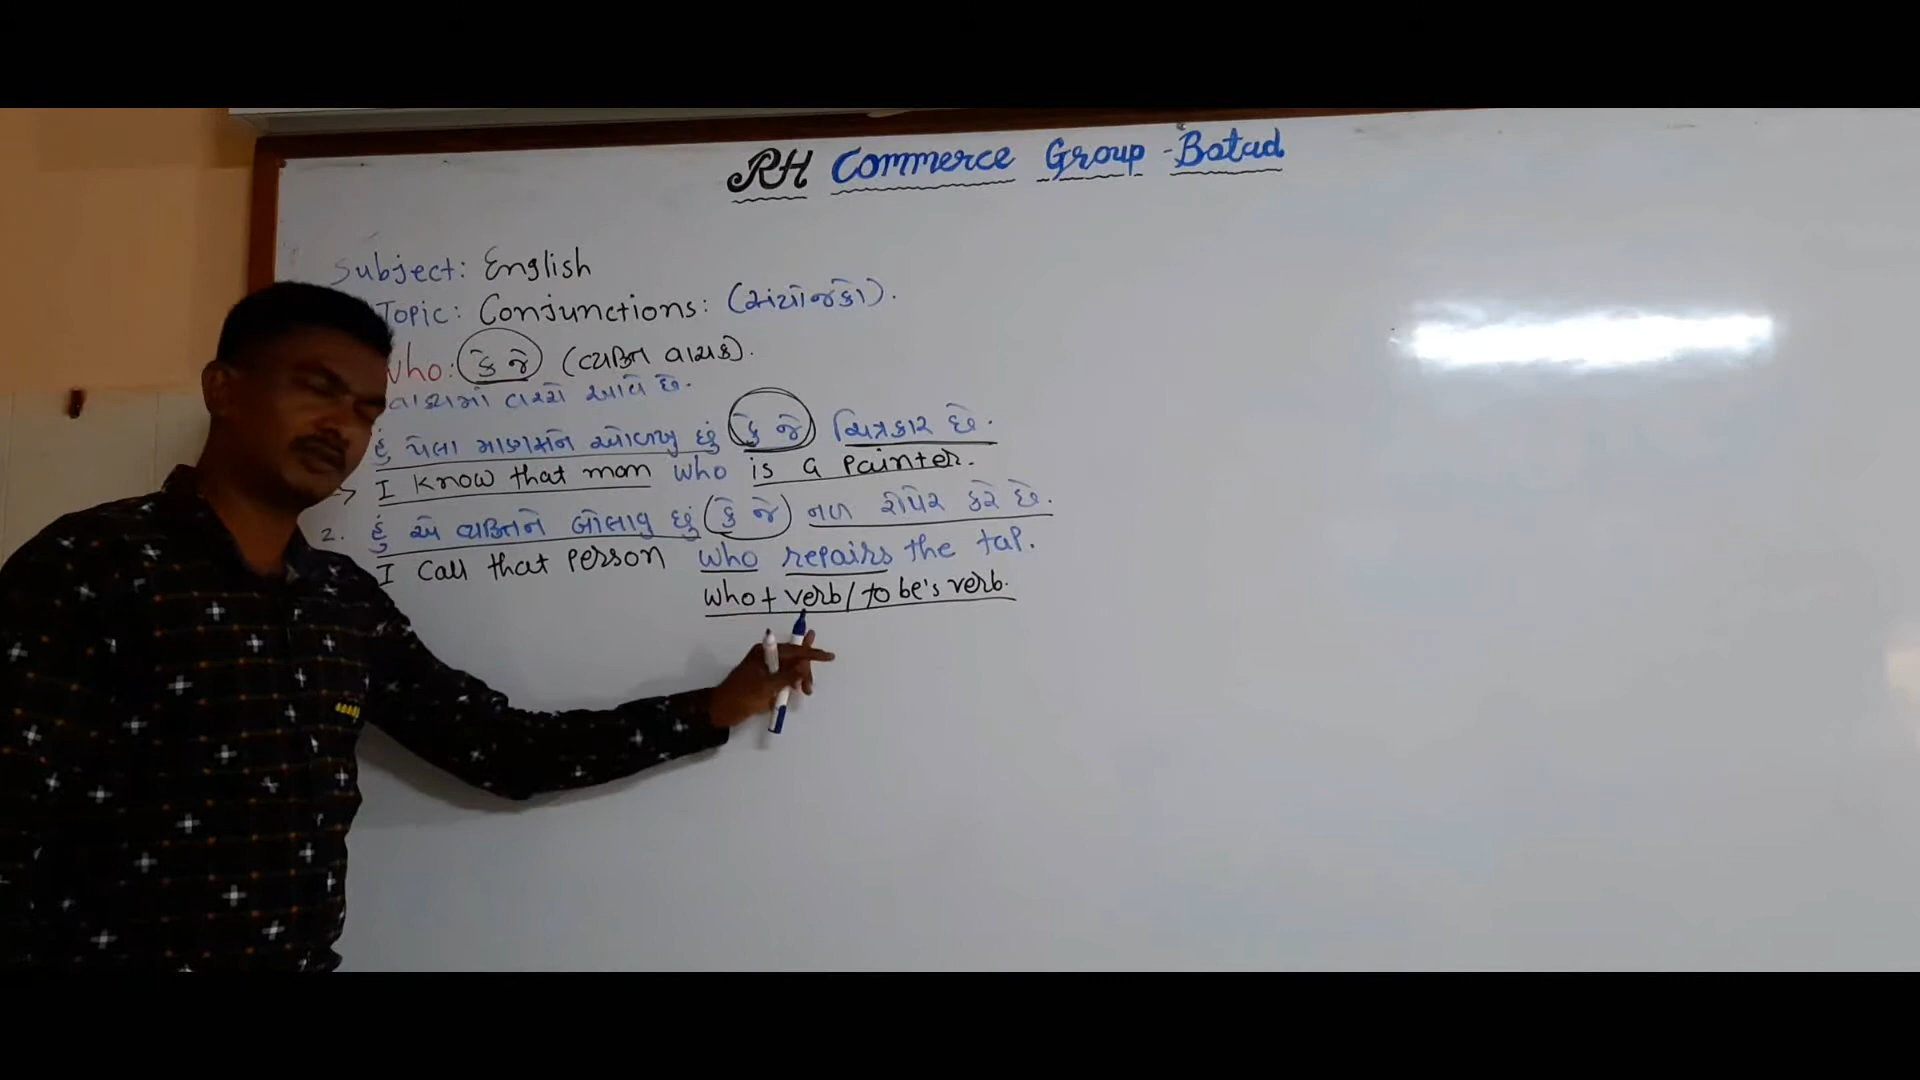 RH Commerce Group-Botad
Subject: English
Topic: Conjunctions: (સંયોજકો).
Who: કે જે (વ્યક્તિ વાચક).
વાક્યમાં વચ્ચે આવે છે.
હું પેલા માણસને ઓળખુ છું કે જે ચિત્રકાર છે.
I know that man who is a painter.
2. હું એ વ્યક્તિને બોલાવુ છું કે જે નળ રીપેર કરે છે.
I call that person who repairs the tap.
who + verb / to be's verb.